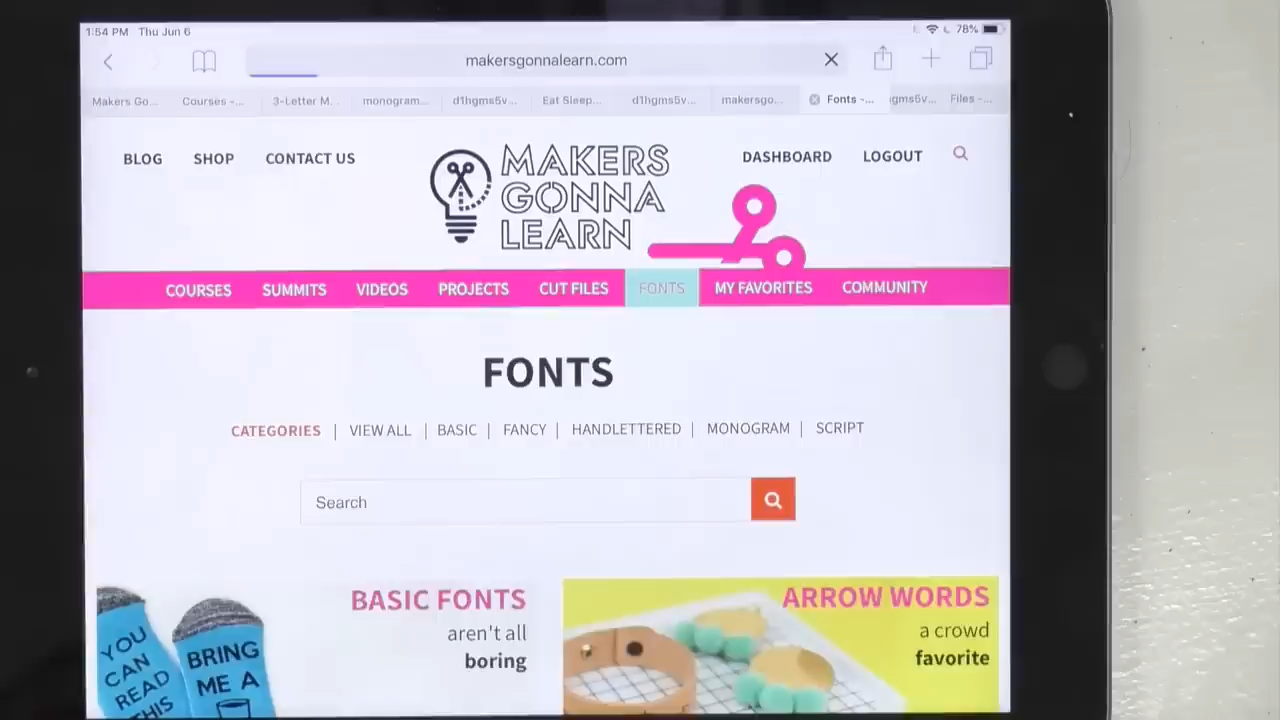 1:54 PM Thu Jun 6
78%
makersgonnalearn.com
Makers Go...
Courses -...
3-Letter M...
monogram...
d1hgms5v...
Eat Sleep...
d1hgms5v...
makersgo...
Fonts -...
gms5v...
Files -...
BLOG
SHOP
CONTACT US
MAKERS
GONNA
LEARN
DASHBOARD
LOGOUT
COURSES
SUMMITS
VIDEOS
PROJECTS
CUT FILES
FONTS
MY FAVORITES
COMMUNITY
FONTS
CATEGORIES | VIEW ALL | BASIC | FANCY | HANDLETTERED | MONOGRAM | SCRIPT
Search
YOU
CAN
READ
THIS
BRING
ME A
BASIC FONTS
aren't all
boring
ARROW WORDS
a crowd
favorite